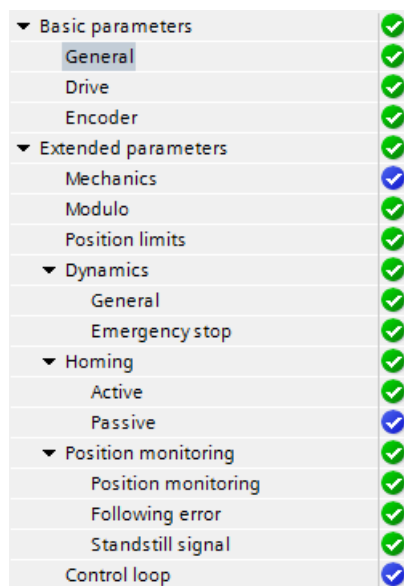 Basic parameters
General
Drive
Encoder
Extended parameters
Mechanics
Modulo
Position limits
Dynamics
General
Emergency stop
Homing
Active
Passive
Position monitoring
Position monitoring
Following error
Standstill signal
Control loop